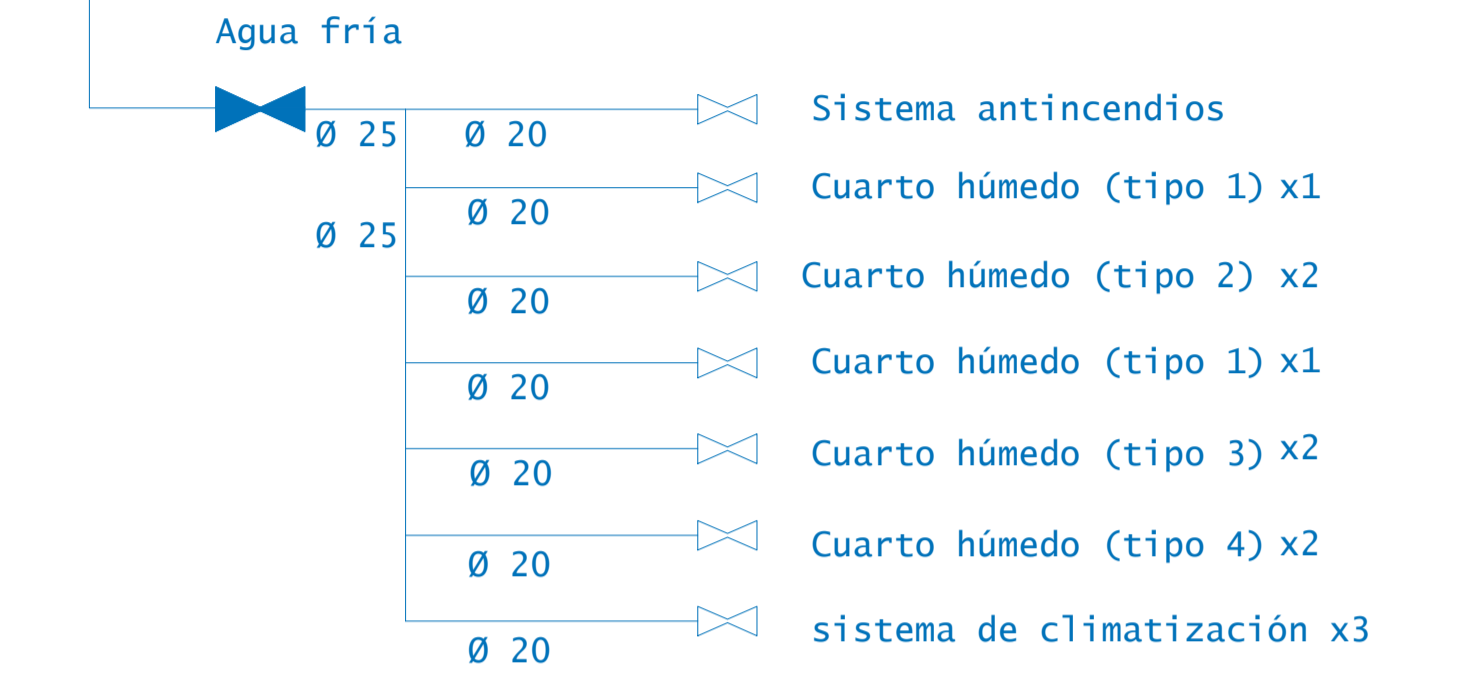 Agua fría
Sistema antincendios
Ø 25 Ø 20
Cuarto húmedo (tipo 1) x1
Ø 20
Ø 25
Cuarto húmedo (tipo 2) x2
Ø 20
Cuarto húmedo (tipo 1) x1
Ø 20
Cuarto húmedo (tipo 3) x2
Ø 20
Cuarto húmedo (tipo 4) x2
Ø 20
sistema de climatización x3
Ø 20